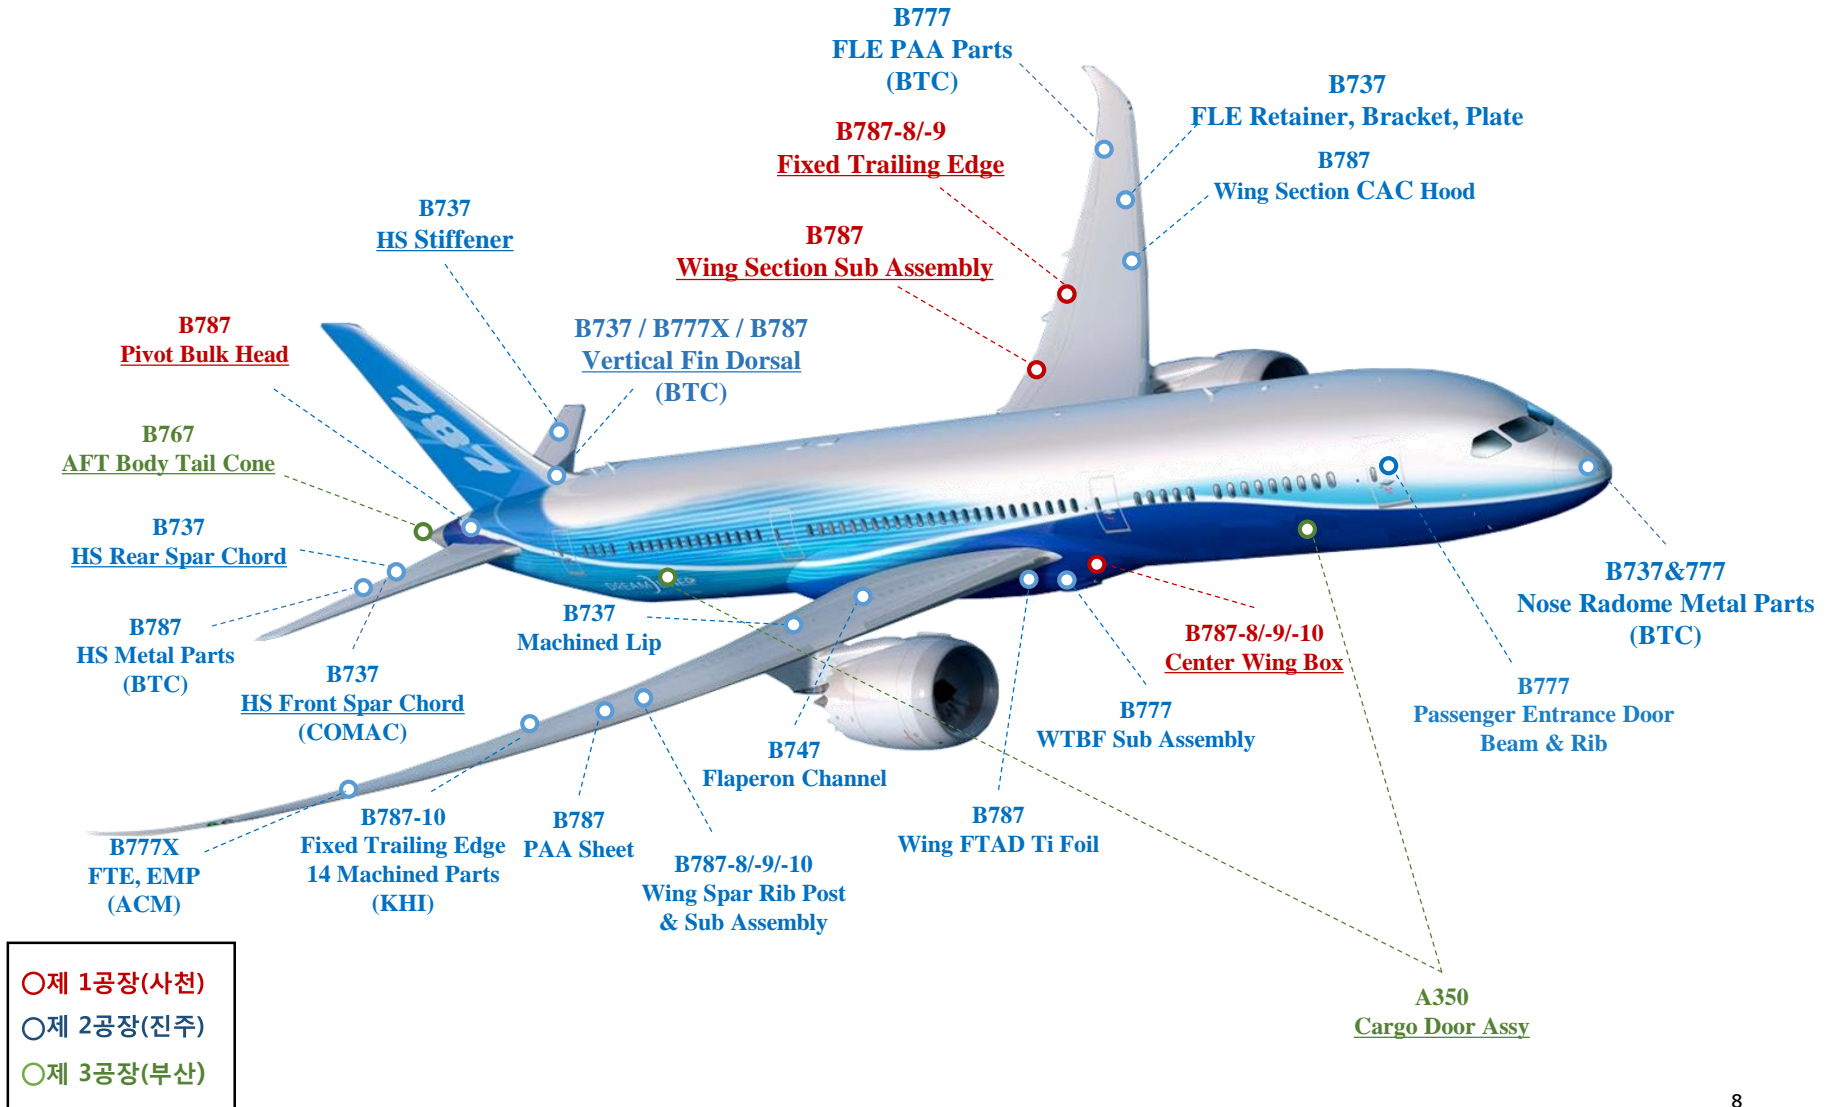 B777
FLE PAA Parts
(BTC)
B737
FLE Retainer, Bracket, Plate
B787-8/-9
Fixed Trailing Edge
B787
Wing Section CAC Hood
B737
HS Stiffener
B787
Wing Section Sub Assembly
B787
Pivot Bulk Head
B737 / B777X / B787
Vertical Fin Dorsal
(BTC)
787
B767
AFT Body Tail Cone
B737
HS Rear Spar Chord
B787
HS Metal Parts
(BTC)
B737
HS Front Spar Chord
(COMAC)
B737
Machined Lip
B787-8/-9/-10
Center Wing Box
B737&777
Nose Radome Metal Parts
(BTC)
B777
Passenger Entrance Door
Beam & Rib
B777
WTBF Sub Assembly
B747
Flaperon Channel
B787
Wing FTAD Ti Foil
B777X
FTE, EMP
(ACM)
B787-10
Fixed Trailing Edge
14 Machined Parts
(KHI)
B787
PAA Sheet
B787-8/-9/-10
Wing Spar Rib Post
& Sub Assembly
A350
Cargo Door Assy
제 1공장(사천)
제 2공장(진주)
제 3공장(부산)
8